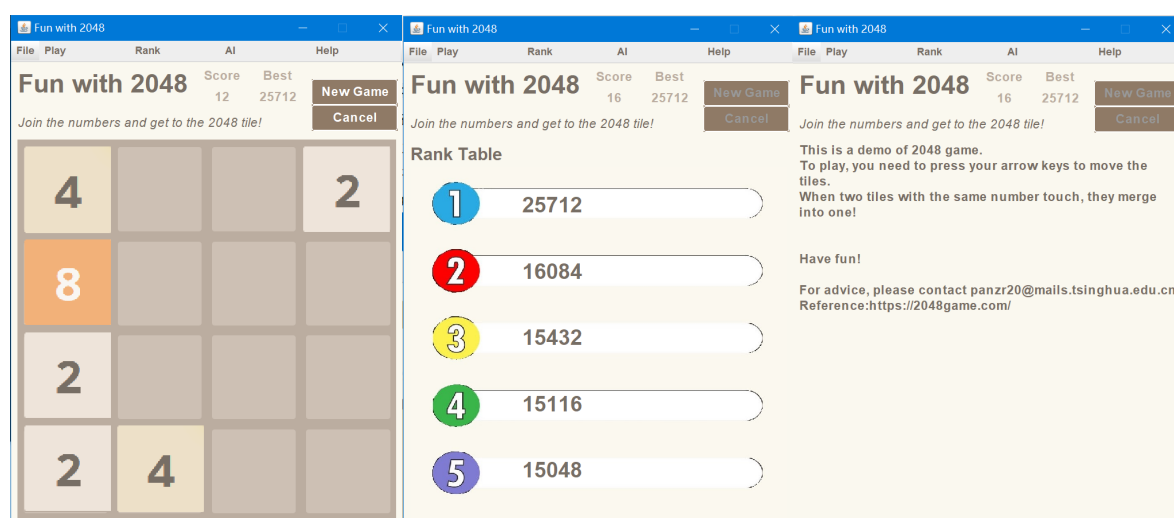 Fun with 2048
File Play Rank AI Help
Fun with 2048
Score Best
12 25712
New Game
Cancel
Join the numbers and get to the 2048 tile!
4 2
8
2
2 4
Fun with 2048
File Play Rank AI Help
Fun with 2048
Score Best
16 25712
New Game
Cancel
Join the numbers and get to the 2048 tile!
Rank Table
1 25712
2 16084
3 15432
4 15116
5 15048
Fun with 2048
File Play Rank AI Help
Fun with 2048
Score Best
16 25712
New Game
Cancel
Join the numbers and get to the 2048 tile!
This is a demo of 2048 game.
To play, you need to press your arrow keys to move the
tiles.
When two tiles with the same number touch, they merge
into one!
Have fun!
For advice, please contact panzr20@mails.tsinghua.edu.cn
Reference:https://2048game.com/